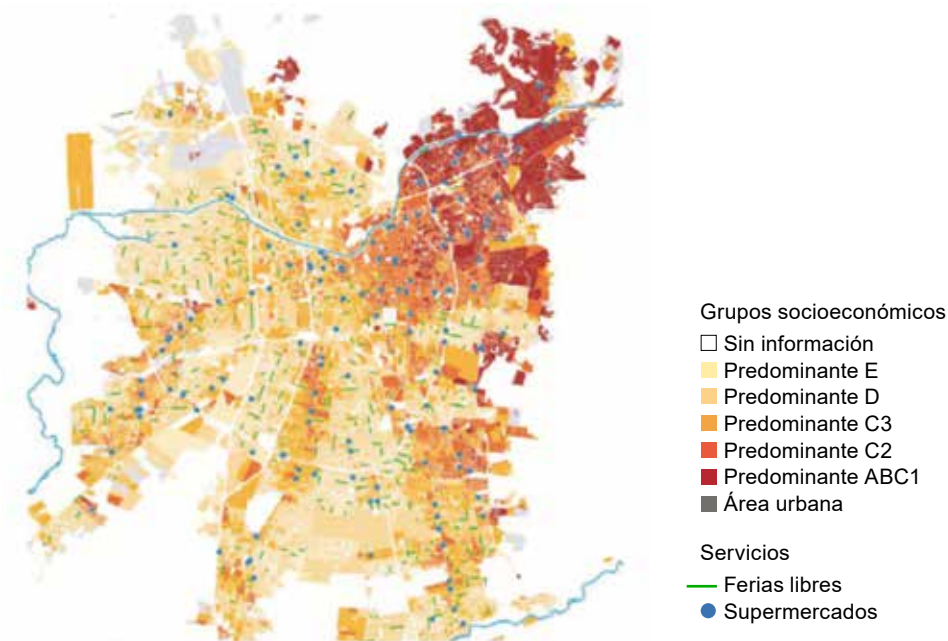 Grupos socioeconómicos
Sin información
Predominante E
Predominante D
Predominante C3
Predominante C2
Predominante ABC1
Área urbana
Servicios
Ferias libres
Supermercados